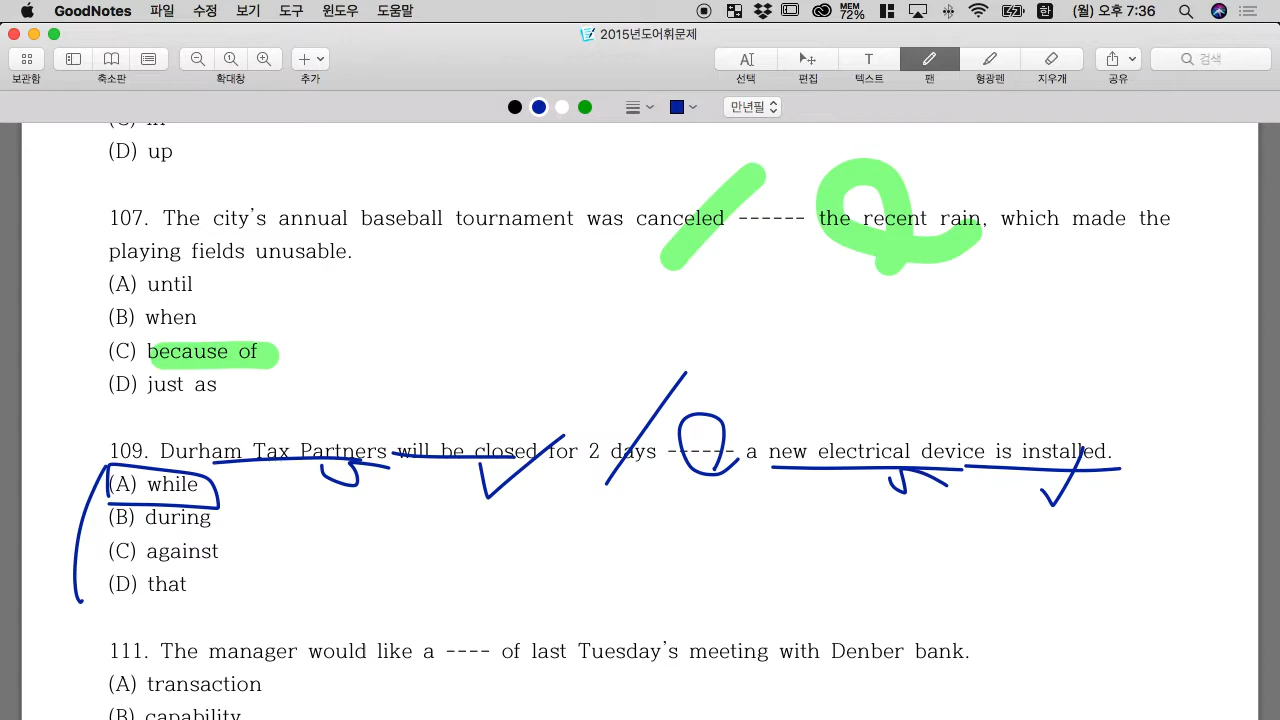 GoodNotes 파일 수정 보기 도구 윈도우 도움말 MEM 72% 한 (월) 오후 7:36
2015년도어휘문제
보관함 축소판 확대창 추가 선택 편집 텍스트 펜 형광펜 지우개 공유 검색
만년필
(D) up
107. The city's annual baseball tournament was canceled ------ the recent rain, which made the
playing fields unusable.
(A) until
(B) when
(C) because of
(D) just as
109. Durham Tax Partners will be closed for 2 days ------ a new electrical device is installed.
(A) while
(B) during
(C) against
(D) that
111. The manager would like a ---- of last Tuesday's meeting with Denber bank.
(A) transaction
(B) capability